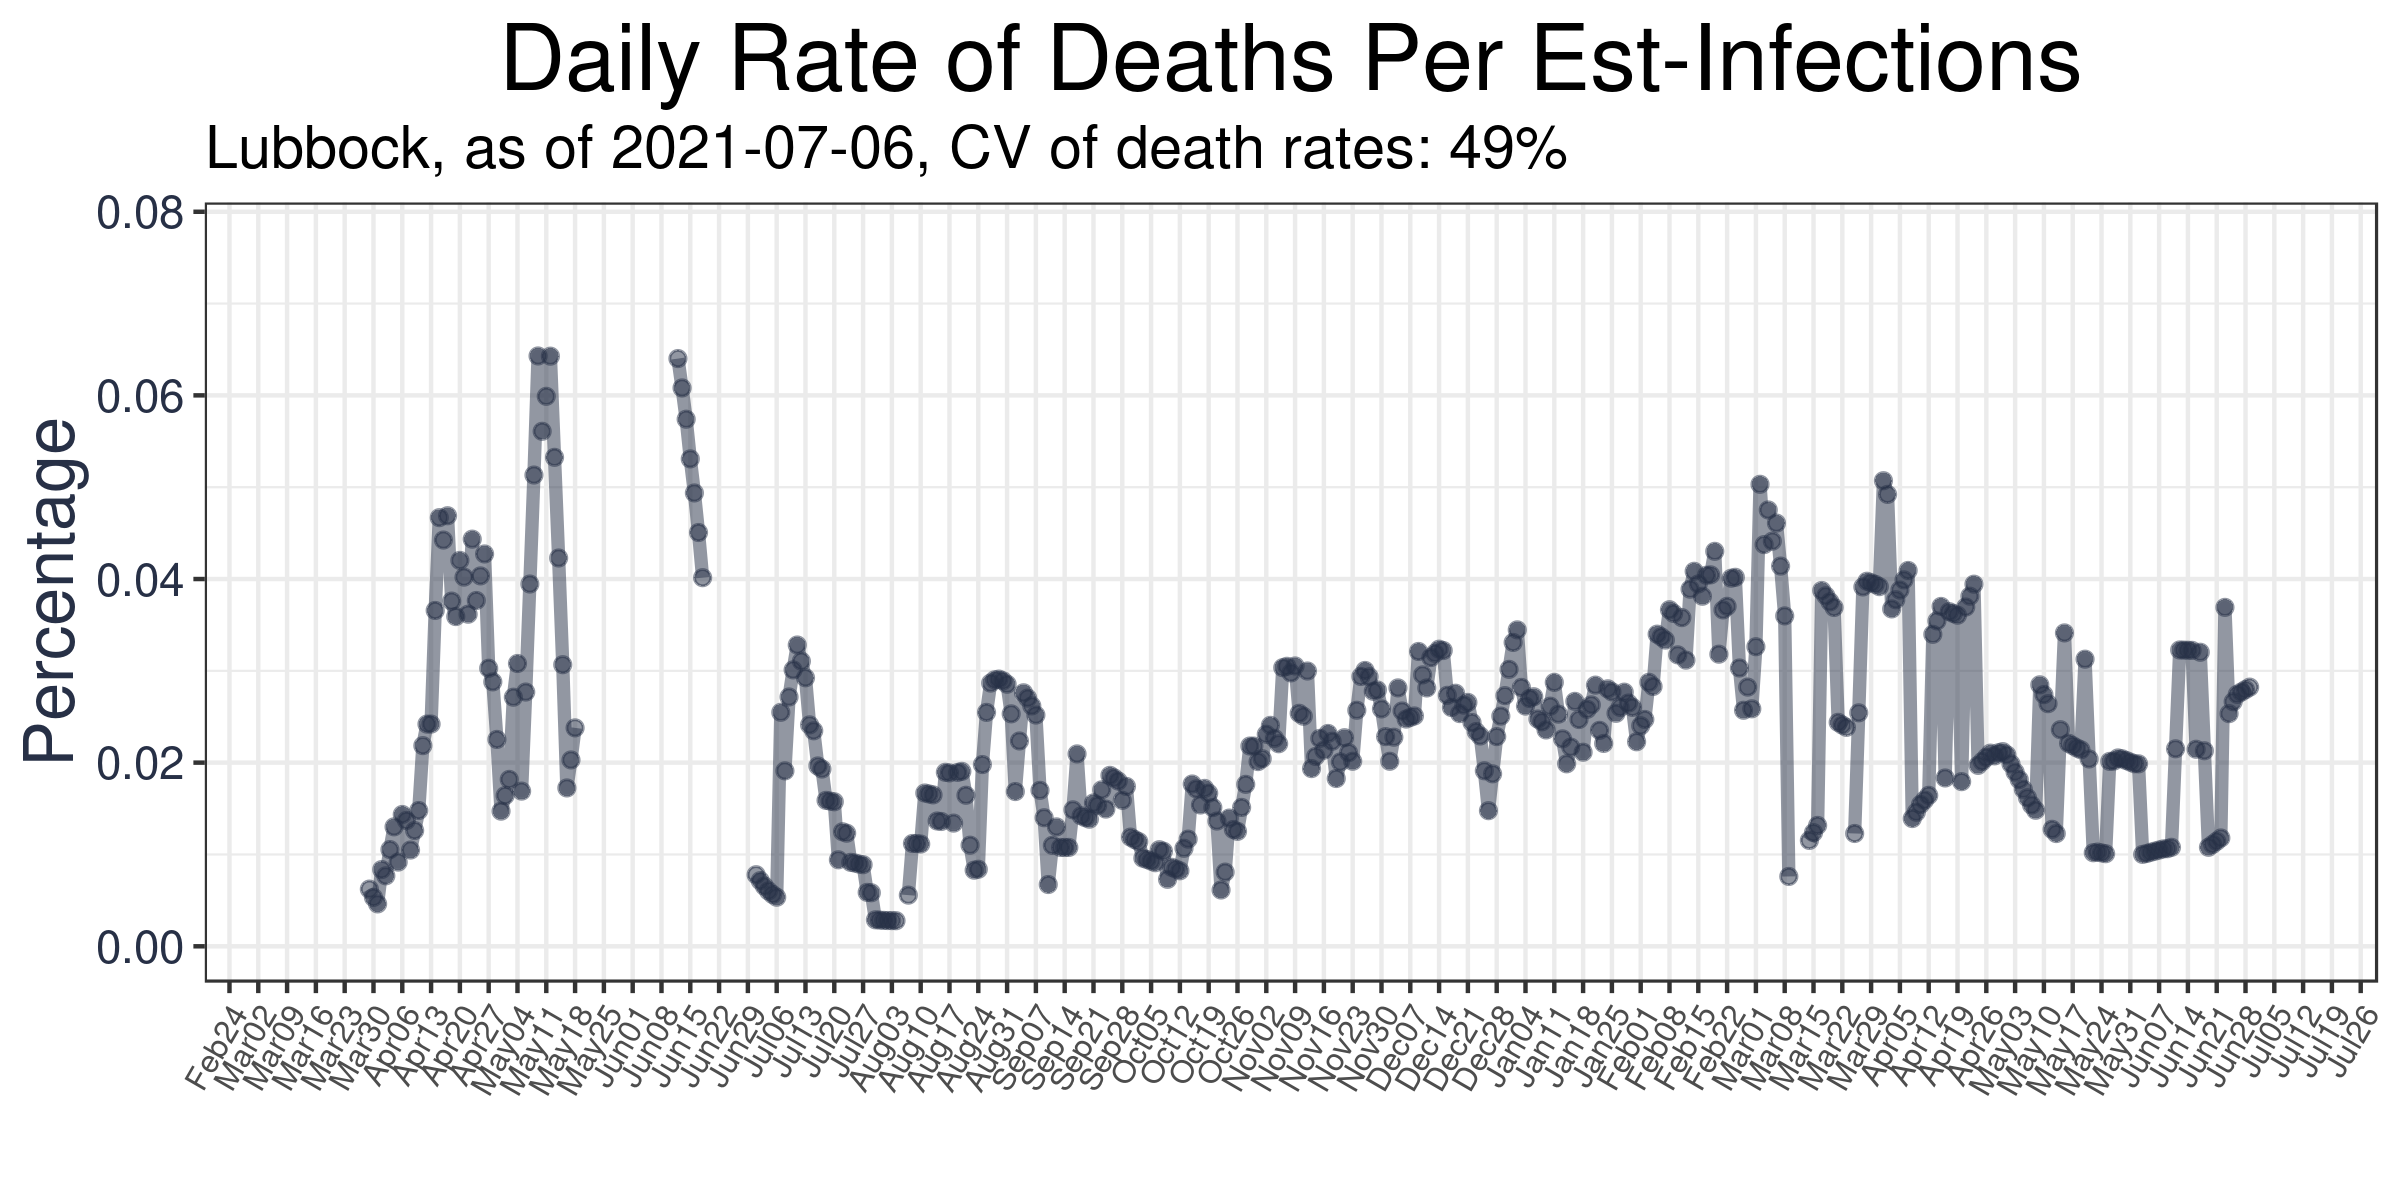 Daily Rate of Deaths Per Est-Infections
Lubbock, as of 2021-07-06, CV of death rates: 49%
Percentage
0.08
0.06
0.04
0.02
0.00
Feb24
Mar02
Mar09
Mar16
Mar23
Mar30
Apr06
Apr13
Apr20
Apr27
May04
May11
May18
May25
Jun01
Jun08
Jun15
Jun22
Jun29
Jul06
Jul13
Jul20
Jul27
Aug03
Aug10
Aug17
Aug24
Aug31
Sep07
Sep14
Sep21
Sep28
Oct05
Oct12
Oct19
Oct26
Nov02
Nov09
Nov16
Nov23
Nov30
Dec07
Dec14
Dec21
Dec28
Jan04
Jan11
Jan18
Jan25
Feb01
Feb08
Feb15
Feb22
Mar01
Mar08
Mar15
Mar22
Mar29
Apr05
Apr12
Apr19
Apr26
May03
May10
May17
May24
May31
Jun07
Jun14
Jun21
Jun28
Jul05
Jul12
Jul19
Jul26